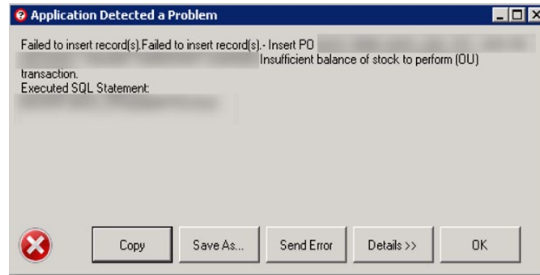 Application Detected a Problem
Failed to insert record(s).Failed to insert record(s).- Insert PO
Insufficient balance of stock to perform (OU)
transaction.
Executed SQL Statement:
Copy
Save As...
Send Error
Details >>
OK